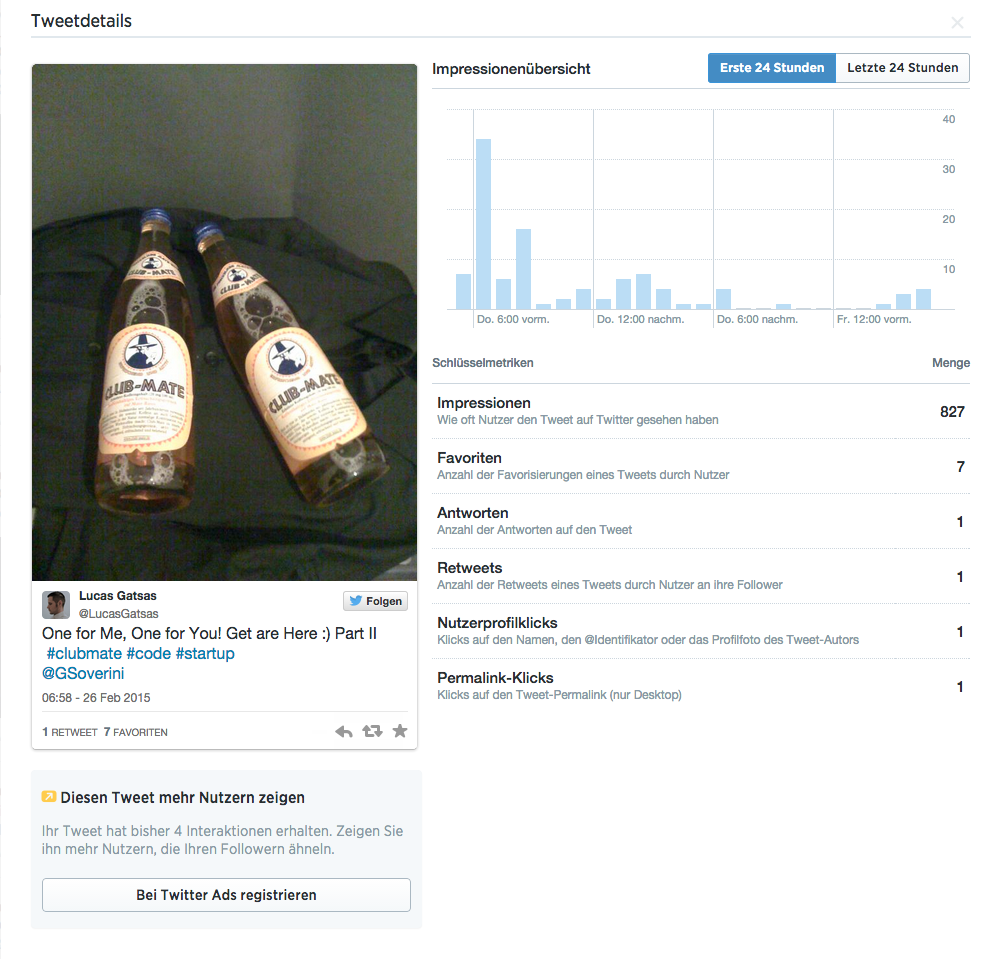 Tweetdetails
×
Impressionenübersicht
Erste 24 Stunden
Letzte 24 Stunden
40
30
20
10
Do. 6:00 vorm.
Do. 12:00 nachm.
Do. 6:00 nachm.
Fr. 12:00 vorm.
CLUB-MATE
CLUB-MATE
CLUB-MATE
CLUB-MATE
Schlüsselmetriken
Menge
Impressionen
827
Wie oft Nutzer den Tweet auf Twitter gesehen haben
Favoriten
7
Anzahl der Favorisierungen eines Tweets durch Nutzer
Antworten
1
Anzahl der Antworten auf den Tweet
Retweets
1
Anzahl der Retweets eines Tweets durch Nutzer an ihre Follower
Nutzerprofilklicks
1
Klicks auf den Namen, den @Identifikator oder das Profilfoto des Tweet-Autors
Permalink-Klicks
1
Klicks auf den Tweet-Permalink (nur Desktop)
Lucas Gatsas
@LucasGatsas
Folgen
One for Me, One for You! Get are Here :) Part II
#clubmate #code #startup
@GSoverini
06:58 - 26 Feb 2015
1 RETWEET 7 FAVORITEN
Diesen Tweet mehr Nutzern zeigen
Ihr Tweet hat bisher 4 Interaktionen erhalten. Zeigen Sie
ihn mehr Nutzern, die Ihren Followern ähneln.
Bei Twitter Ads registrieren